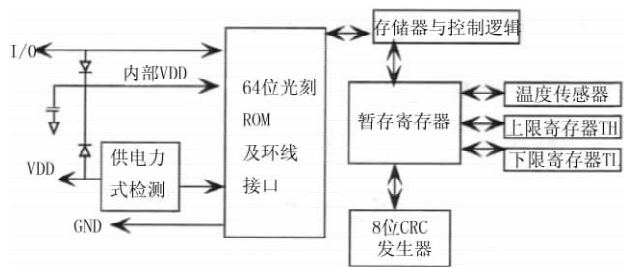 I/O
内部VDD
VDD
供电力
式检测
GND
64位光刻
ROM
及环线
接口
存储器与控制逻辑
暂存寄存器
温度传感器
上限寄存器TH
下限寄存器TL
8位CRC
发生器